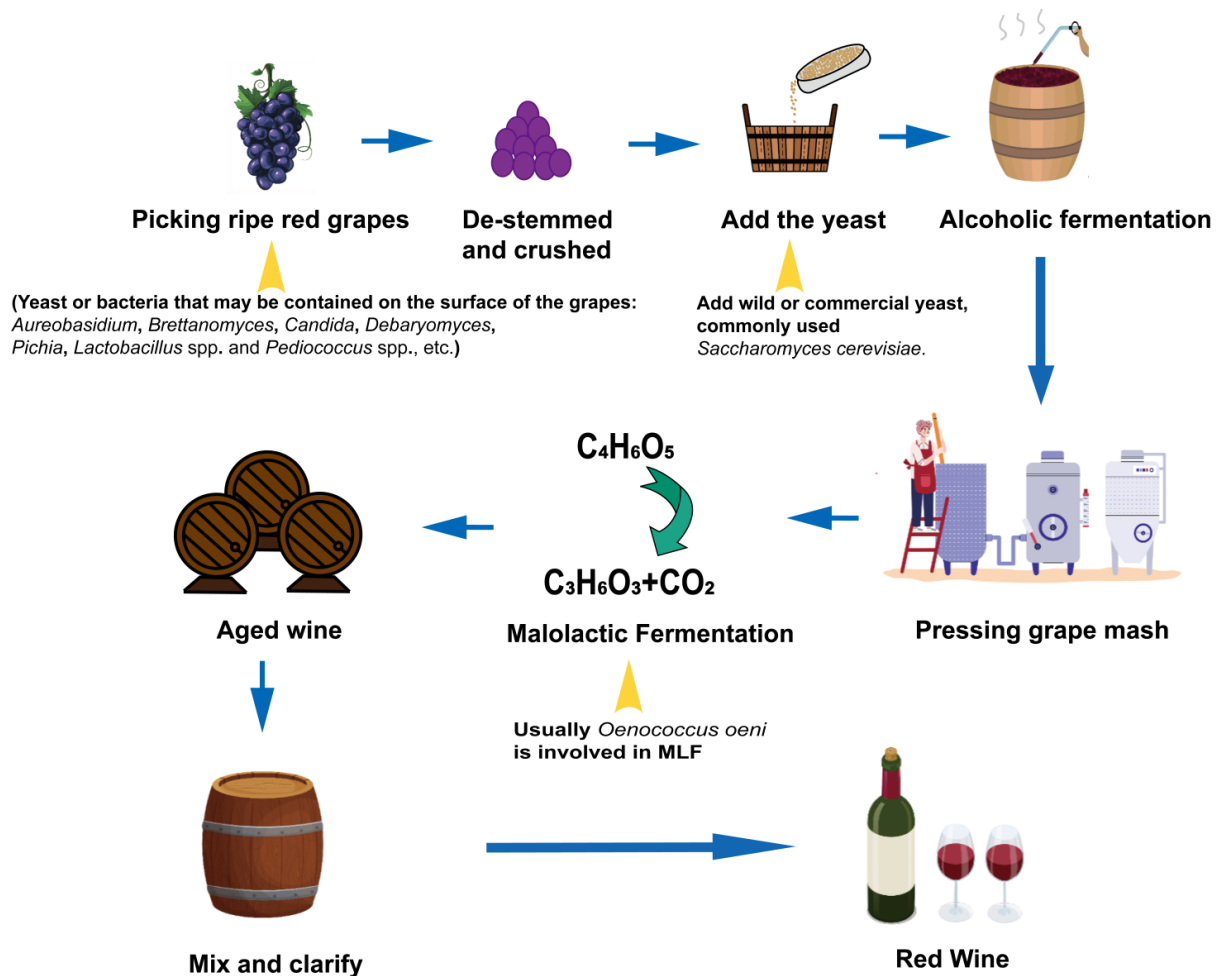 Picking ripe red grapes
De-stemmed
and crushed
Add the yeast
Alcoholic fermentation
(Yeast or bacteria that may be contained on the surface of the grapes:
Aureobasidium, Brettanomyces, Candida, Debaryomyces,
Pichia, Lactobacillus spp. and Pediococcus spp., etc.)
Add wild or commercial yeast,
commonly used
Saccharomyces cerevisiae.
C₄H₆O₅
C₃H₆O₃+CO₂
Aged wine
Malolactic Fermentation
Pressing grape mash
Usually Oenococcus oeni
is involved in MLF
Mix and clarify
Red Wine